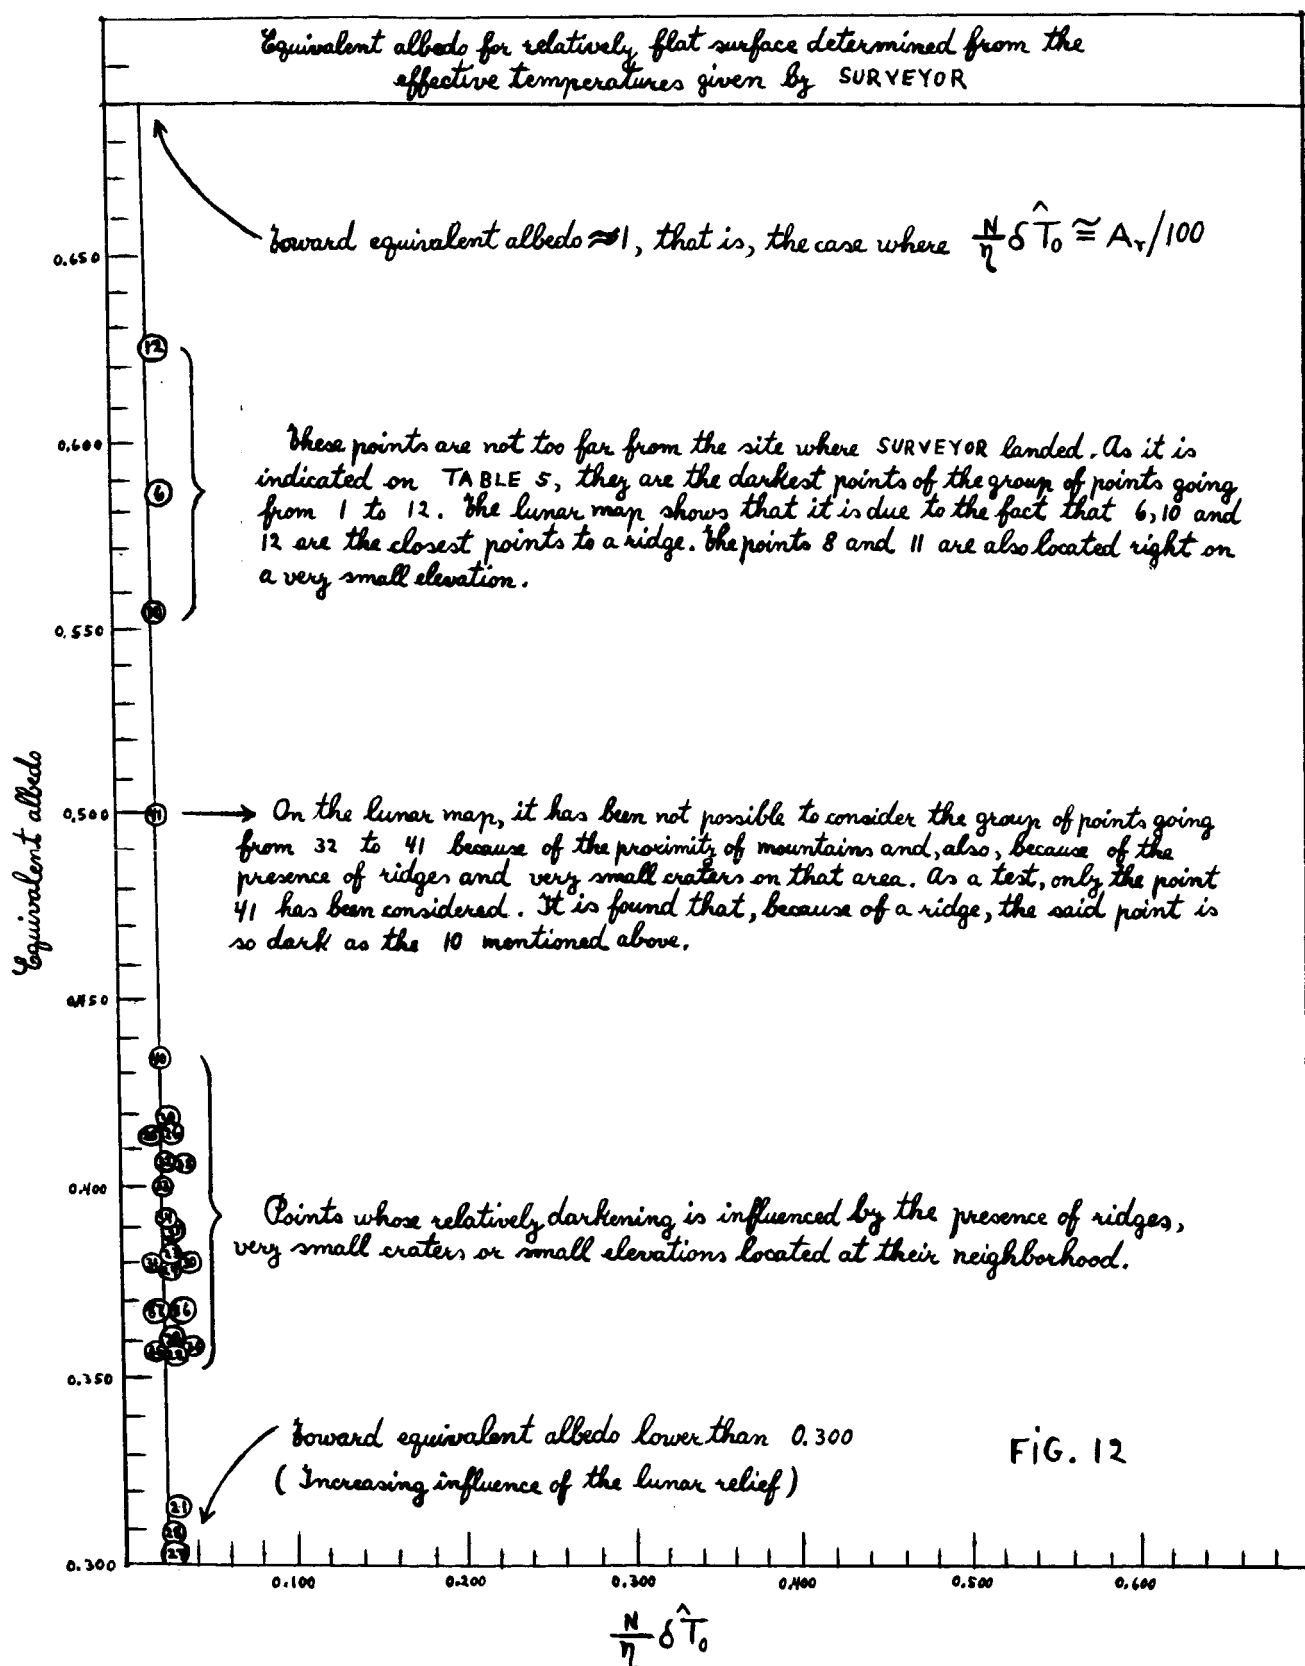 Equivalent albedo for relatively flat surface determined from the
effective temperatures given by SURVEYOR
Toward equivalent albedo ≈ 1, that is, the case where N/η δT̂₀ ≅ Aᵣ/100
0.650
12
These points are not too far from the site where SURVEYOR landed. As it is
0.600
indicated on TABLE 5, they are the darkest points of the group of points going
6
from 1 to 12. The lunar map shows that it is due to the fact that 6, 10 and
12 are the closest points to a ridge. The points 8 and 11 are also located right on
a very small elevation.
10
0.550
Equivalent albedo
0.500
41
On the lunar map, it has been not possible to consider the group of points going
from 32 to 41 because of the proximity of mountains and, also, because of the
presence of ridges and very small craters on that area. As a test, only the point
41 has been considered. It is found that, because of a ridge, the said point is
so dark as the 10 mentioned above.
0.450
40
0.400
Points whose relatively darkening is influenced by the presence of ridges,
very small craters or small elevations located at their neighborhood.
0.350
Toward equivalent albedo lower than 0.300
(Increasing influence of the lunar relief)
FIG. 12
21
0.300
0.100 0.200 0.300 0.400 0.500 0.600
N/η δT̂₀